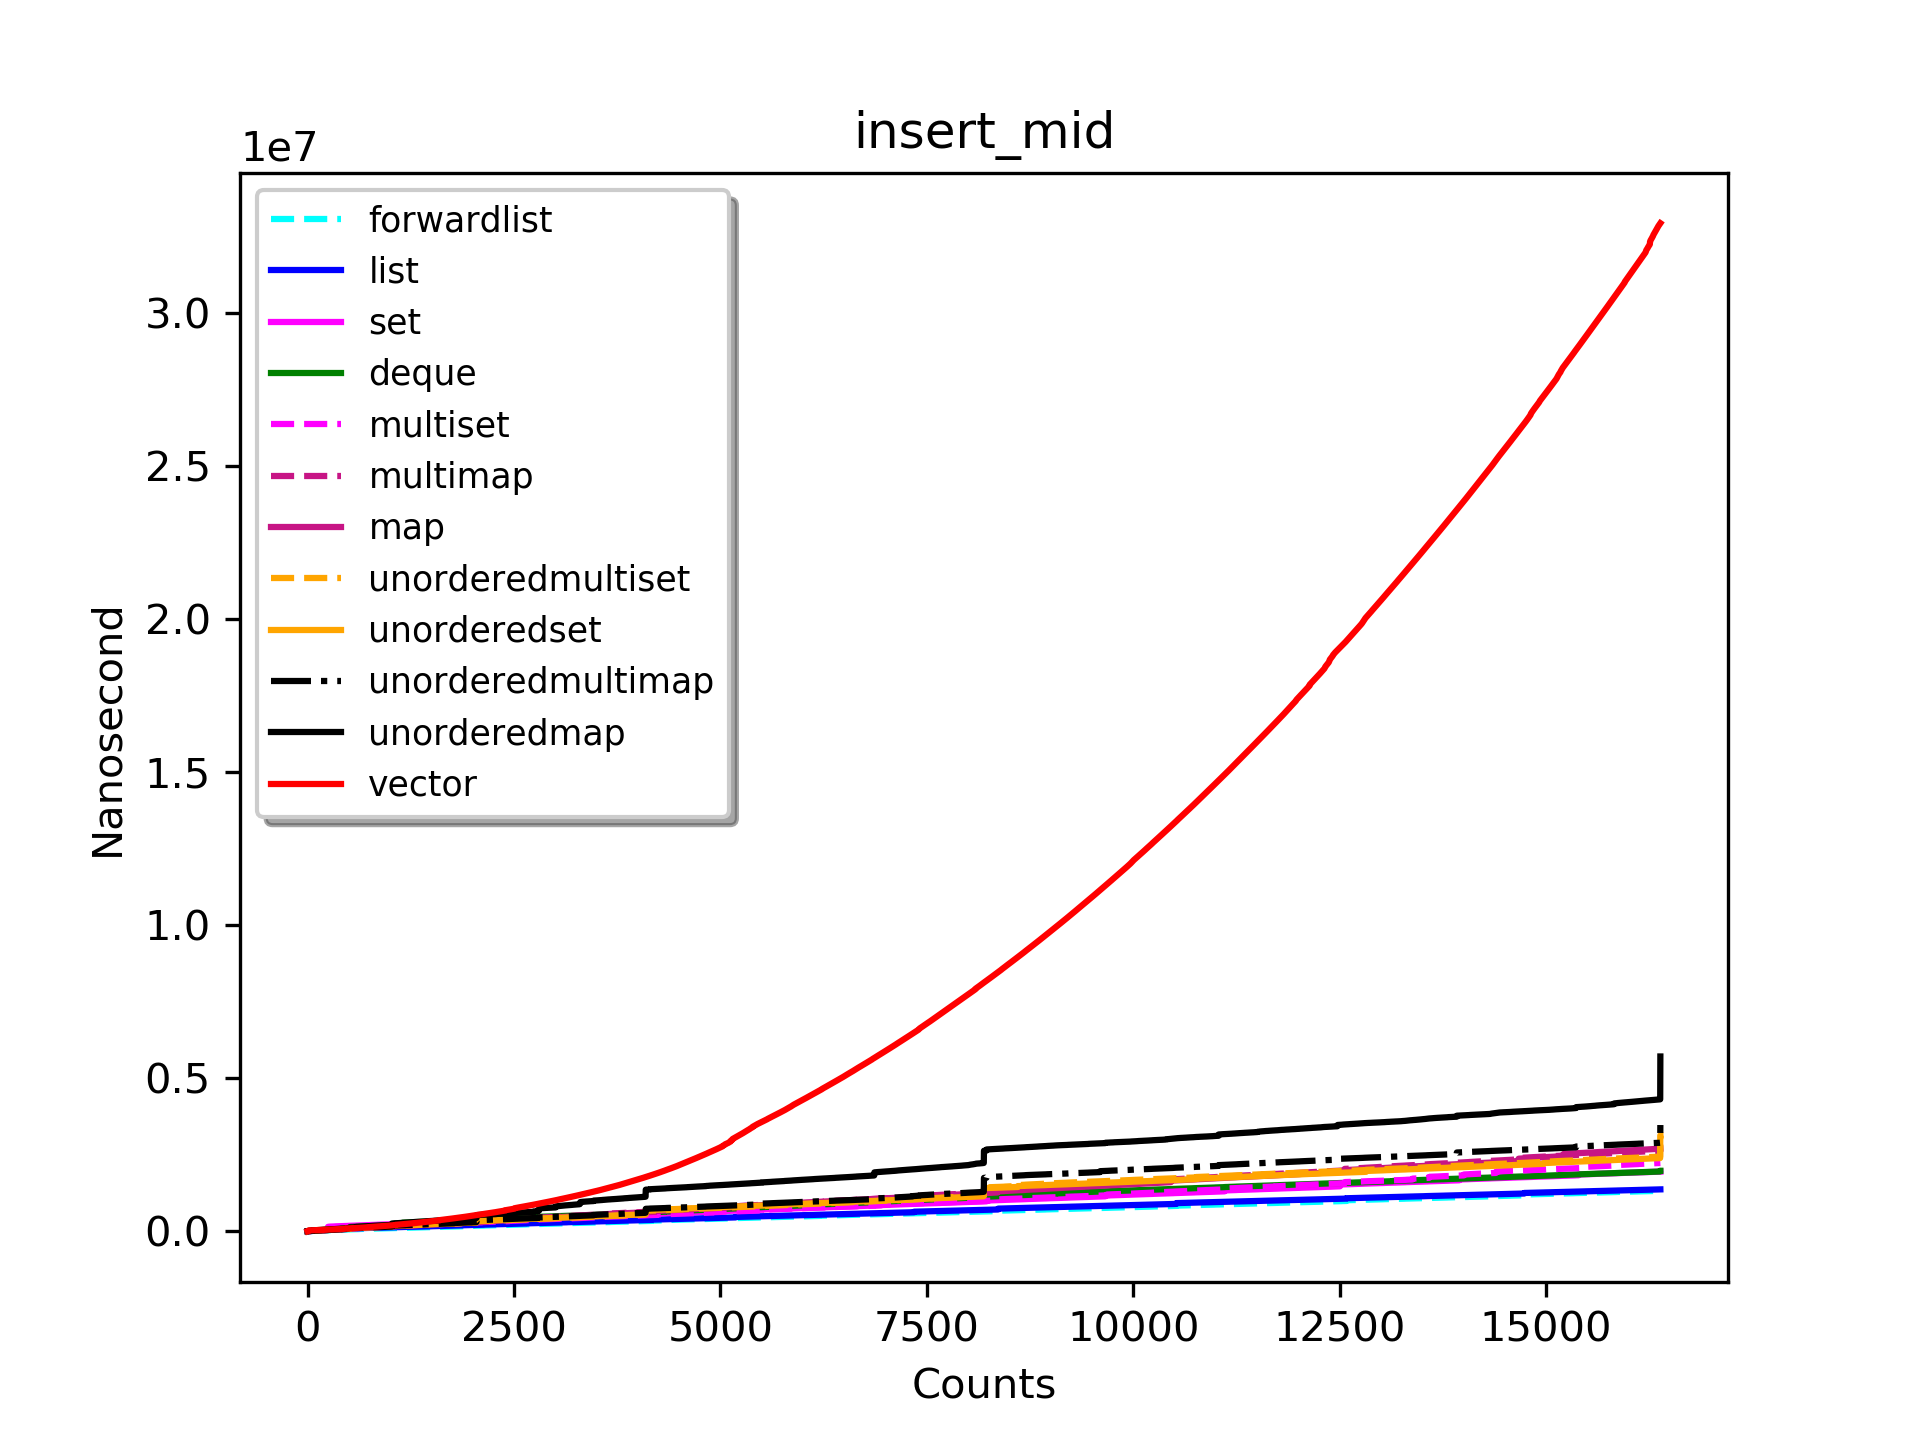 insert_mid
1e7
forwardlist
list
set
deque
multiset
multimap
map
unorderedmultiset
unorderedset
unorderedmultimap
unorderedmap
vector
Nanosecond
3.0
2.5
2.0
1.5
1.0
0.5
0.0
0 2500 5000 7500 10000 12500 15000
Counts